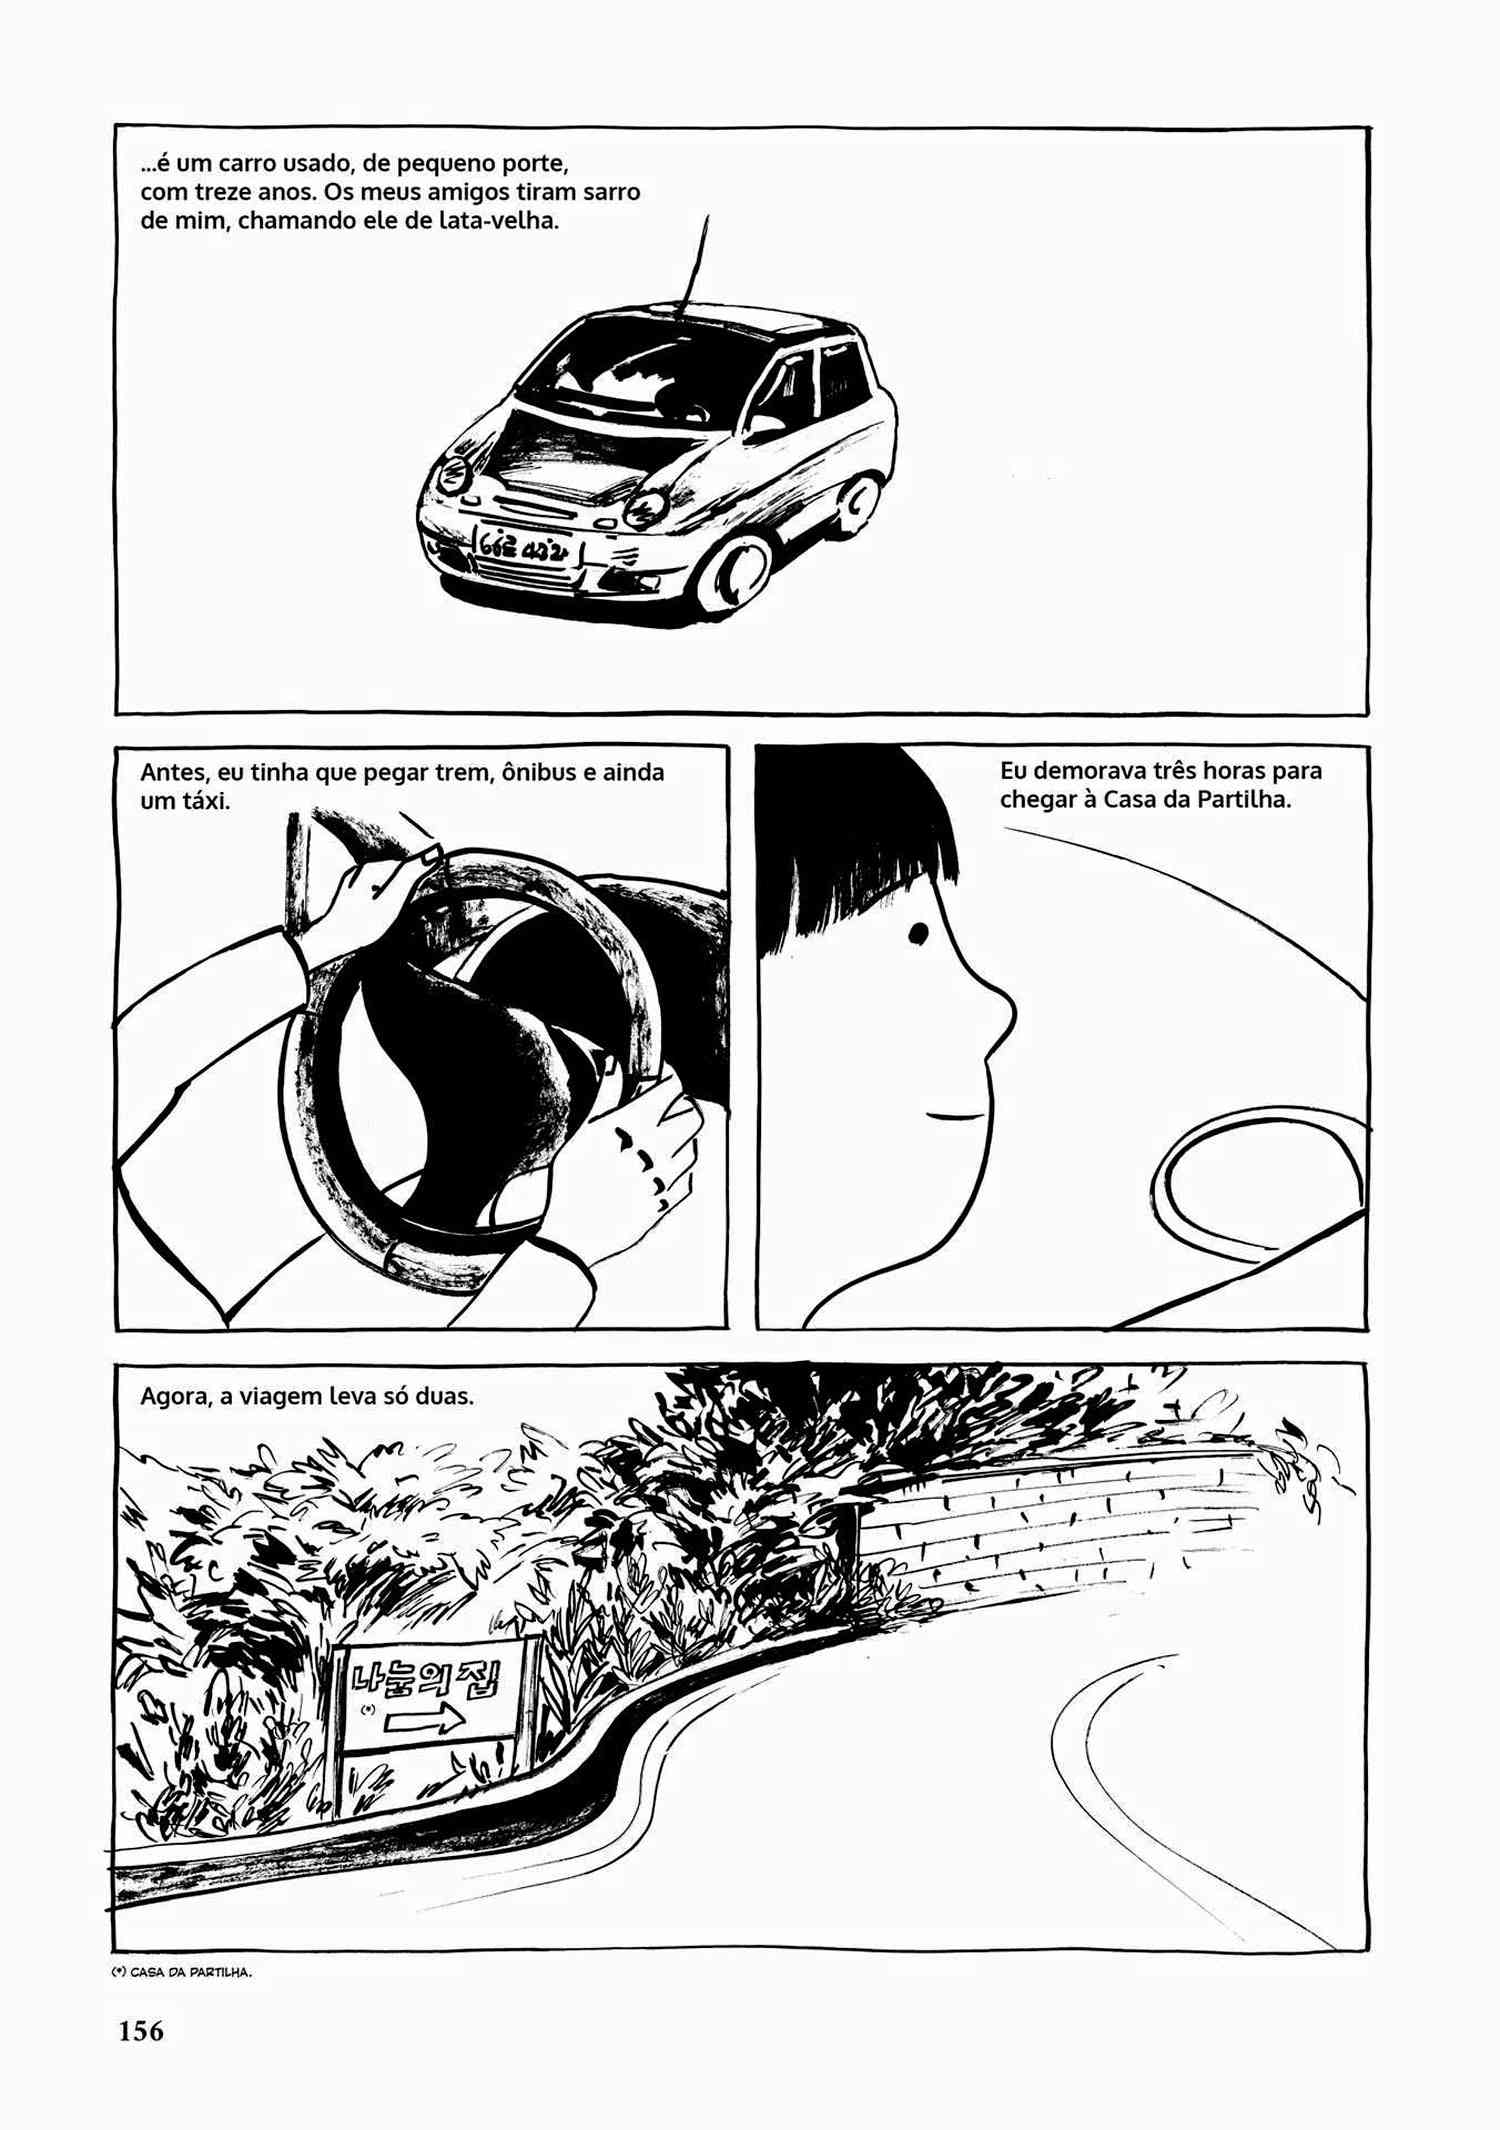 ...é um carro usado, de pequeno porte,
com treze anos. Os meus amigos tiram sarro
de mim, chamando ele de lata-velha.
Antes, eu tinha que pegar trem, ônibus e ainda
um táxi.
Eu demorava três horas para
chegar à Casa da Partilha.
Agora, a viagem leva só duas.
나눔의 집
(*)
(*) CASA DA PARTILHA.
156